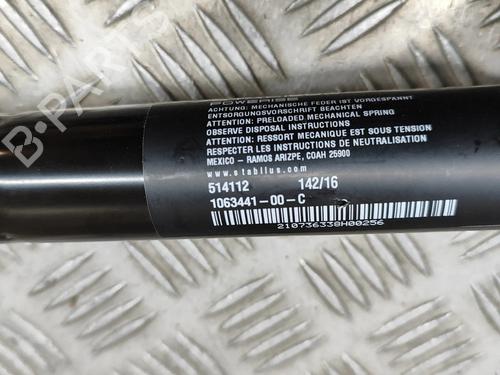 POWERISE
ACHTUNG: MECHANISCHE FEDER IST VORGESPANNT
ENTSORGUNGSVORSCHRIFT BEACHTEN
ATTENTION: PRELOADED MECHANICAL SPRING
OBSERVE DISPOSAL INSTRUCTIONS
ATTENTION: RESSORT MECANIQUE EST SOUS TENSION
RESPECTER LES INSTRUCTIONS DE NEUTRALISATION
MEXICO - RAMOS ARIZPE, COAH 25900
www.stabilus.com
514112 142/16
1063441-00-C
210736338H00256